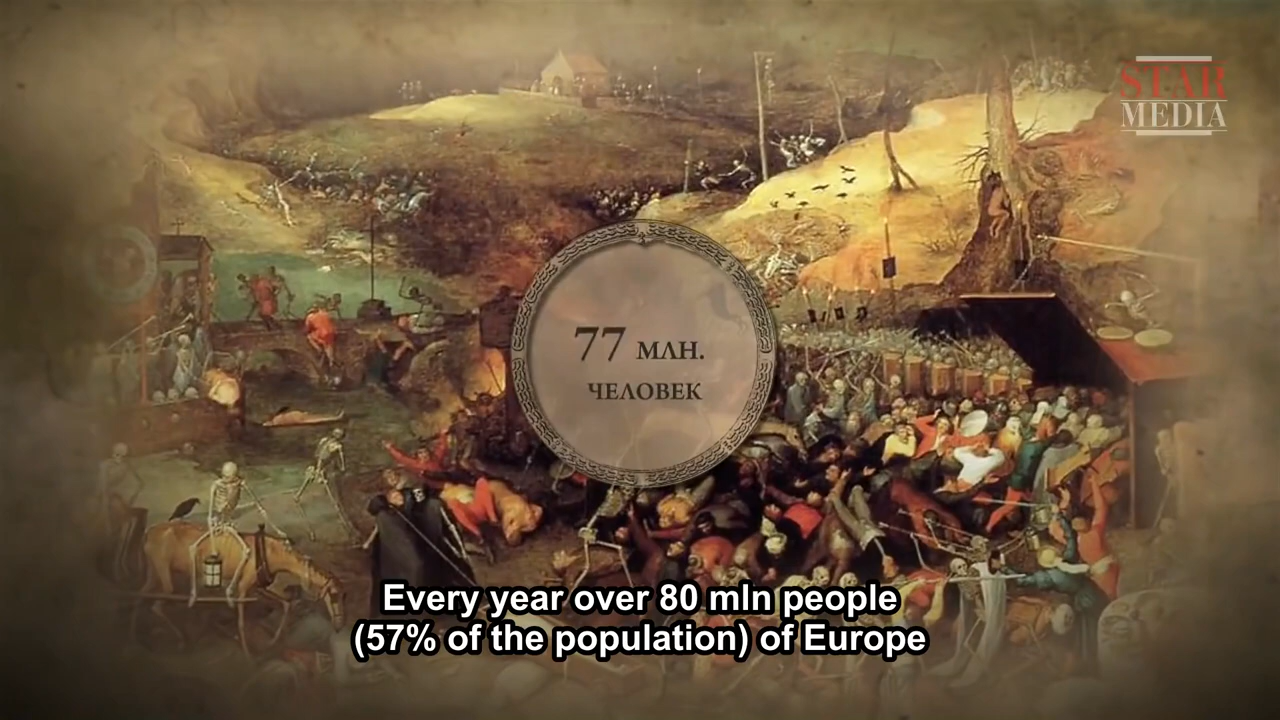 STAR
MEDIA
77 млн.
человек
Every year over 80 mln people
(57% of the population) of Europe